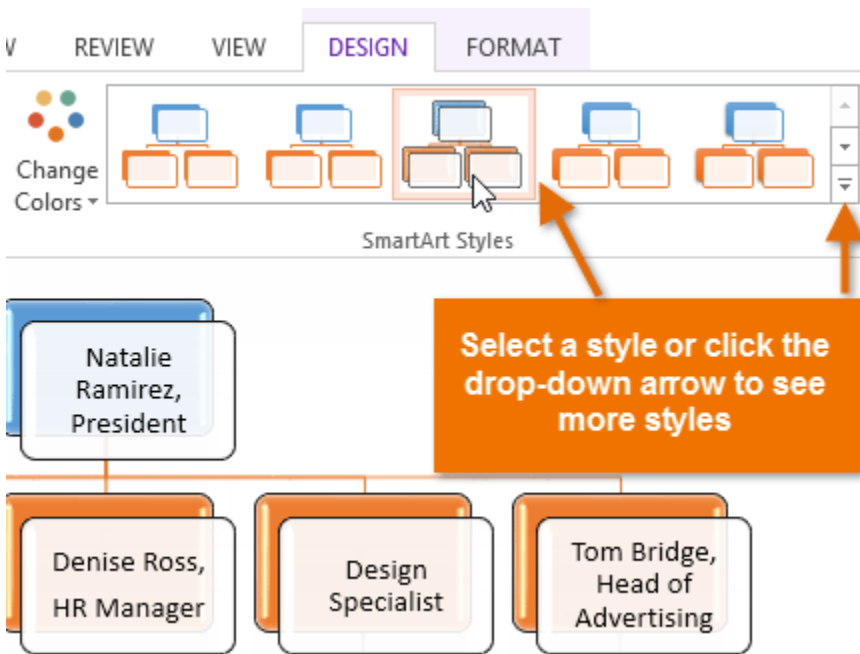 REVIEW VIEW DESIGN FORMAT
Change
Colors
SmartArt Styles
Select a style or click the
drop-down arrow to see
more styles
Natalie
Ramirez,
President
Denise Ross,
HR Manager
Design
Specialist
Tom Bridge,
Head of
Advertising